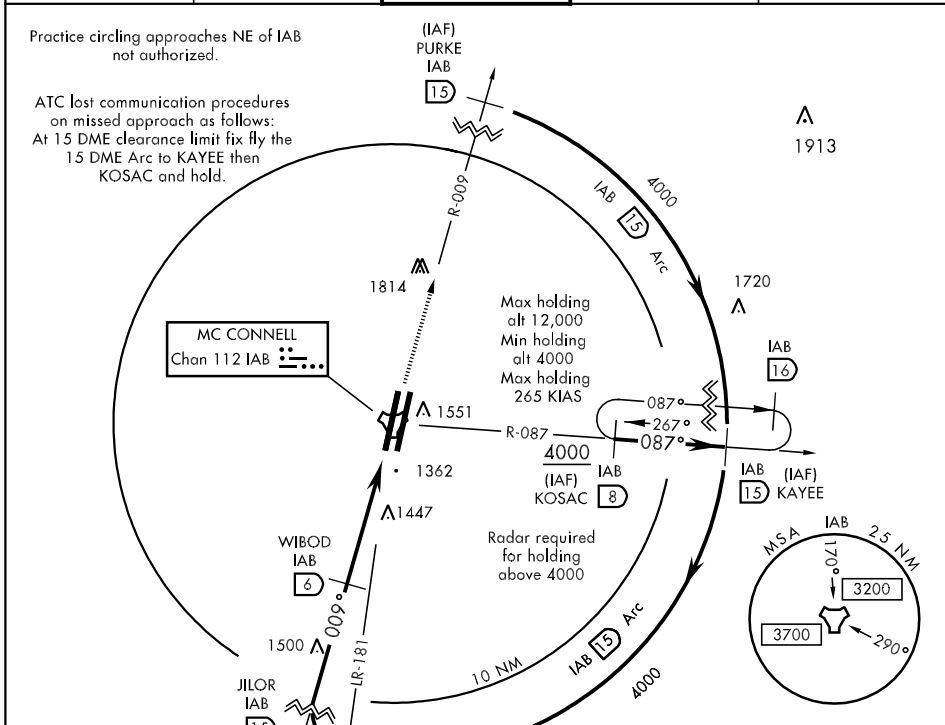 Practice circling approaches NE of IAB
not authorized.
ATC lost communication procedures
on missed approach as follows:
At 15 DME clearance limit fix fly the
15 DME Arc to KAYEE then
KOSAC and hold.
(IAF)
PURKE
IAB
15
1913
R-009
IAB 15 Arc
4000
1814
1720
MC CONNELL
Chan 112 IAB
Max holding
alt 12,000
Min holding
alt 4000
Max holding
265 KIAS
IAB
16
087°
267°
087°
1551
R-087
4000
(IAF)
KOSAC
IAB
8
IAB
15
(IAF)
KAYEE
1362
1447
WIBOD
IAB
6
Radar required
for holding
above 4000
MSA IAB 25 NM
170°
3200
3700
290°
009°
1500
LR-181
10 NM
IAB 15 Arc
4000
JILOR
IAB
15